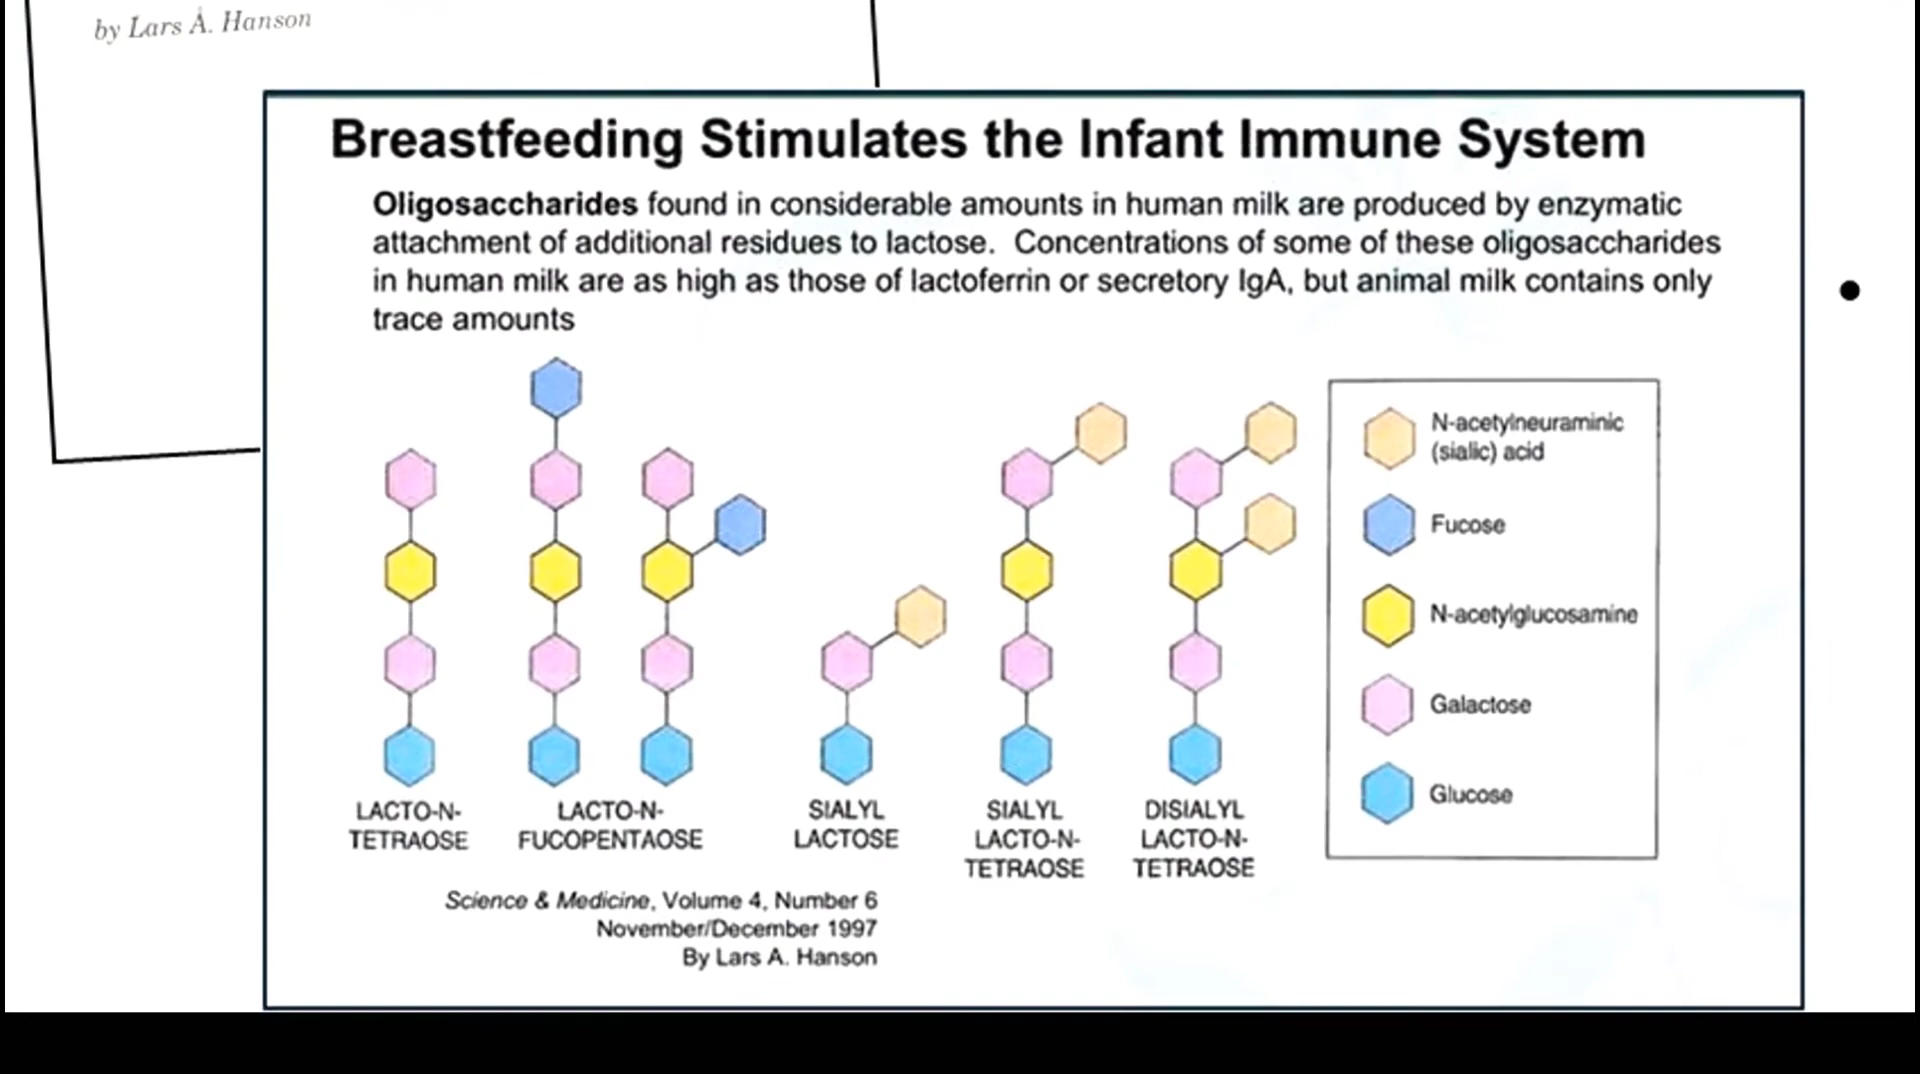 by Lars Å. Hanson
Breastfeeding Stimulates the Infant Immune System
Oligosaccharides found in considerable amounts in human milk are produced by enzymatic
attachment of additional residues to lactose. Concentrations of some of these oligosaccharides
in human milk are as high as those of lactoferrin or secretory IgA, but animal milk contains only
trace amounts
N-acetylneuraminic
(sialic) acid
Fucose
N-acetylglucosamine
Galactose
Glucose
LACTO-N-
TETRAOSE
LACTO-N-
FUCOPENTAOSE
SIALYL
LACTOSE
SIALYL
LACTO-N-
TETRAOSE
DISIALYL
LACTO-N-
TETRAOSE
Science & Medicine, Volume 4, Number 6
November/December 1997
By Lars A. Hanson